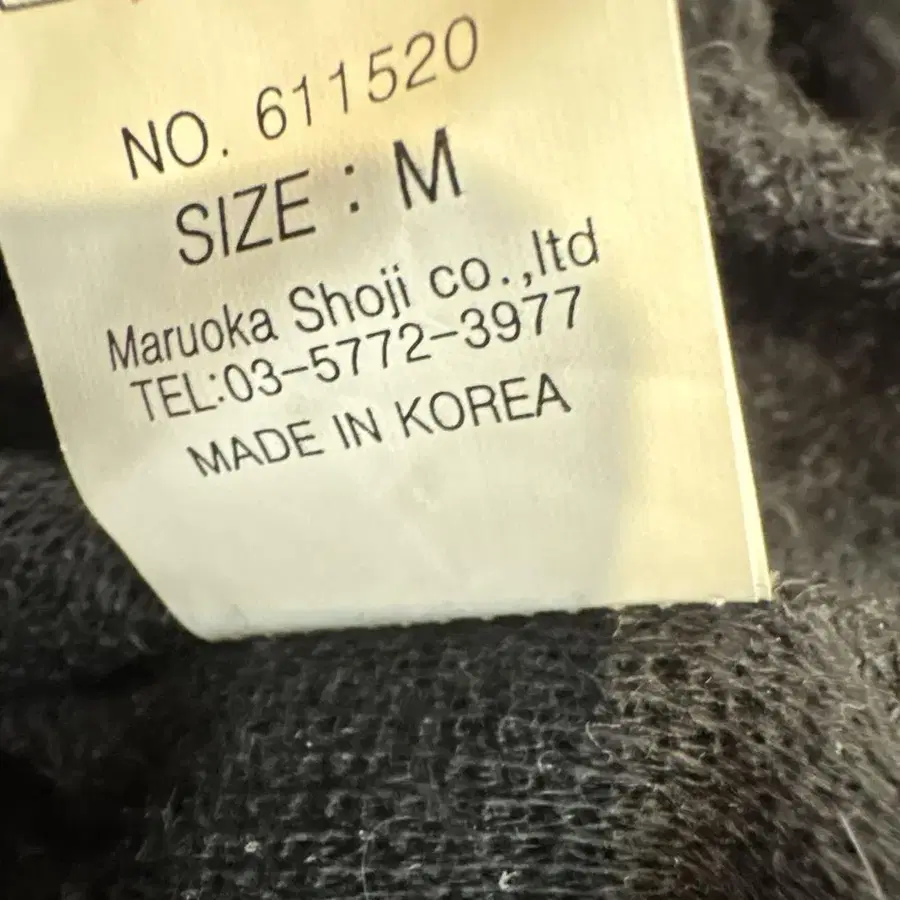 NO. 611520
SIZE : M
Maruoka Shoji co.,ltd
TEL:03-5772-3977
MADE IN KOREA